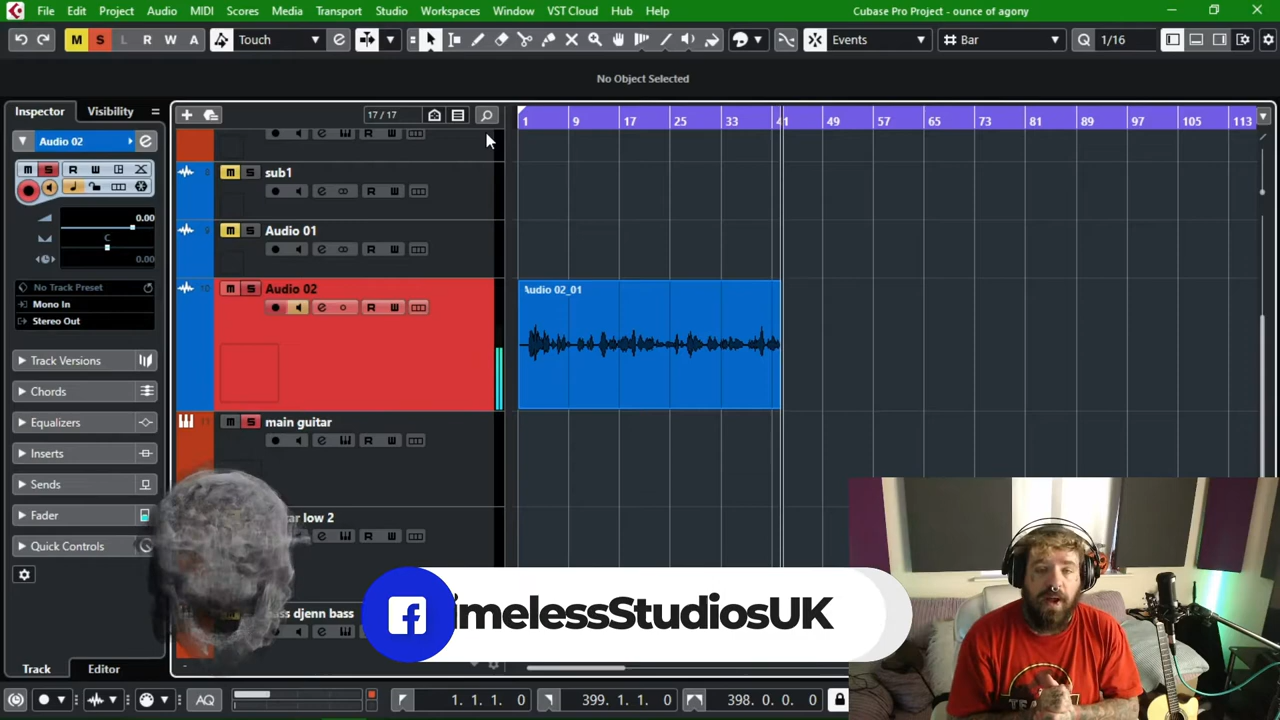 File Edit Project Audio MIDI Scores Media Transport Studio Workspaces Window VST Cloud Hub Help Cubase Pro Project - ounce of agony
M S L R W A Touch Events Bar Q 1/16
No Object Selected
Inspector Visibility
17 / 17
1 9 17 25 33 41 49 57 65 73 81 89 97 105 113
Audio 02
M S R W
0.00
C
0.00
No Track Preset
Mono In
Stereo Out
Track Versions
Chords
Equalizers
Inserts
Sends
Fader
Quick Controls
M S sub1
R W
M S Audio 01
R W
M S Audio 02
R W
Audio 02_01
M S main guitar
R W
ar low 2
R W
ss djenn bass
imelessStudiosUK
Track Editor
AQ
1. 1. 1. 0
399. 1. 1. 0
398. 0. 0. 0